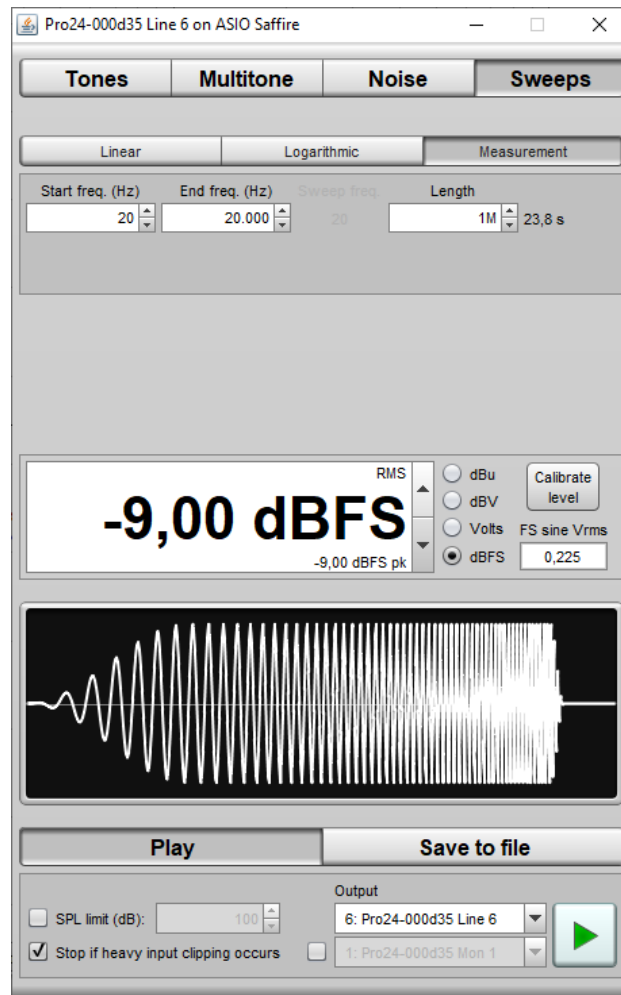 Pro24-000d35 Line 6 on ASIO Saffire
Tones Multitone Noise Sweeps
Linear Logarithmic Measurement
Start freq. (Hz) End freq. (Hz) Sweep freq. Length
20 20.000 20 1M 23,8 s
RMS
-9,00 dBFS
-9,00 dBFS pk
dBu
dBV
Volts
dBFS
Calibrate
level
FS sine Vrms
0,225
Play Save to file
Output
SPL limit (dB): 100 6: Pro24-000d35 Line 6
Stop if heavy input clipping occurs 1: Pro24-000d35 Mon 1